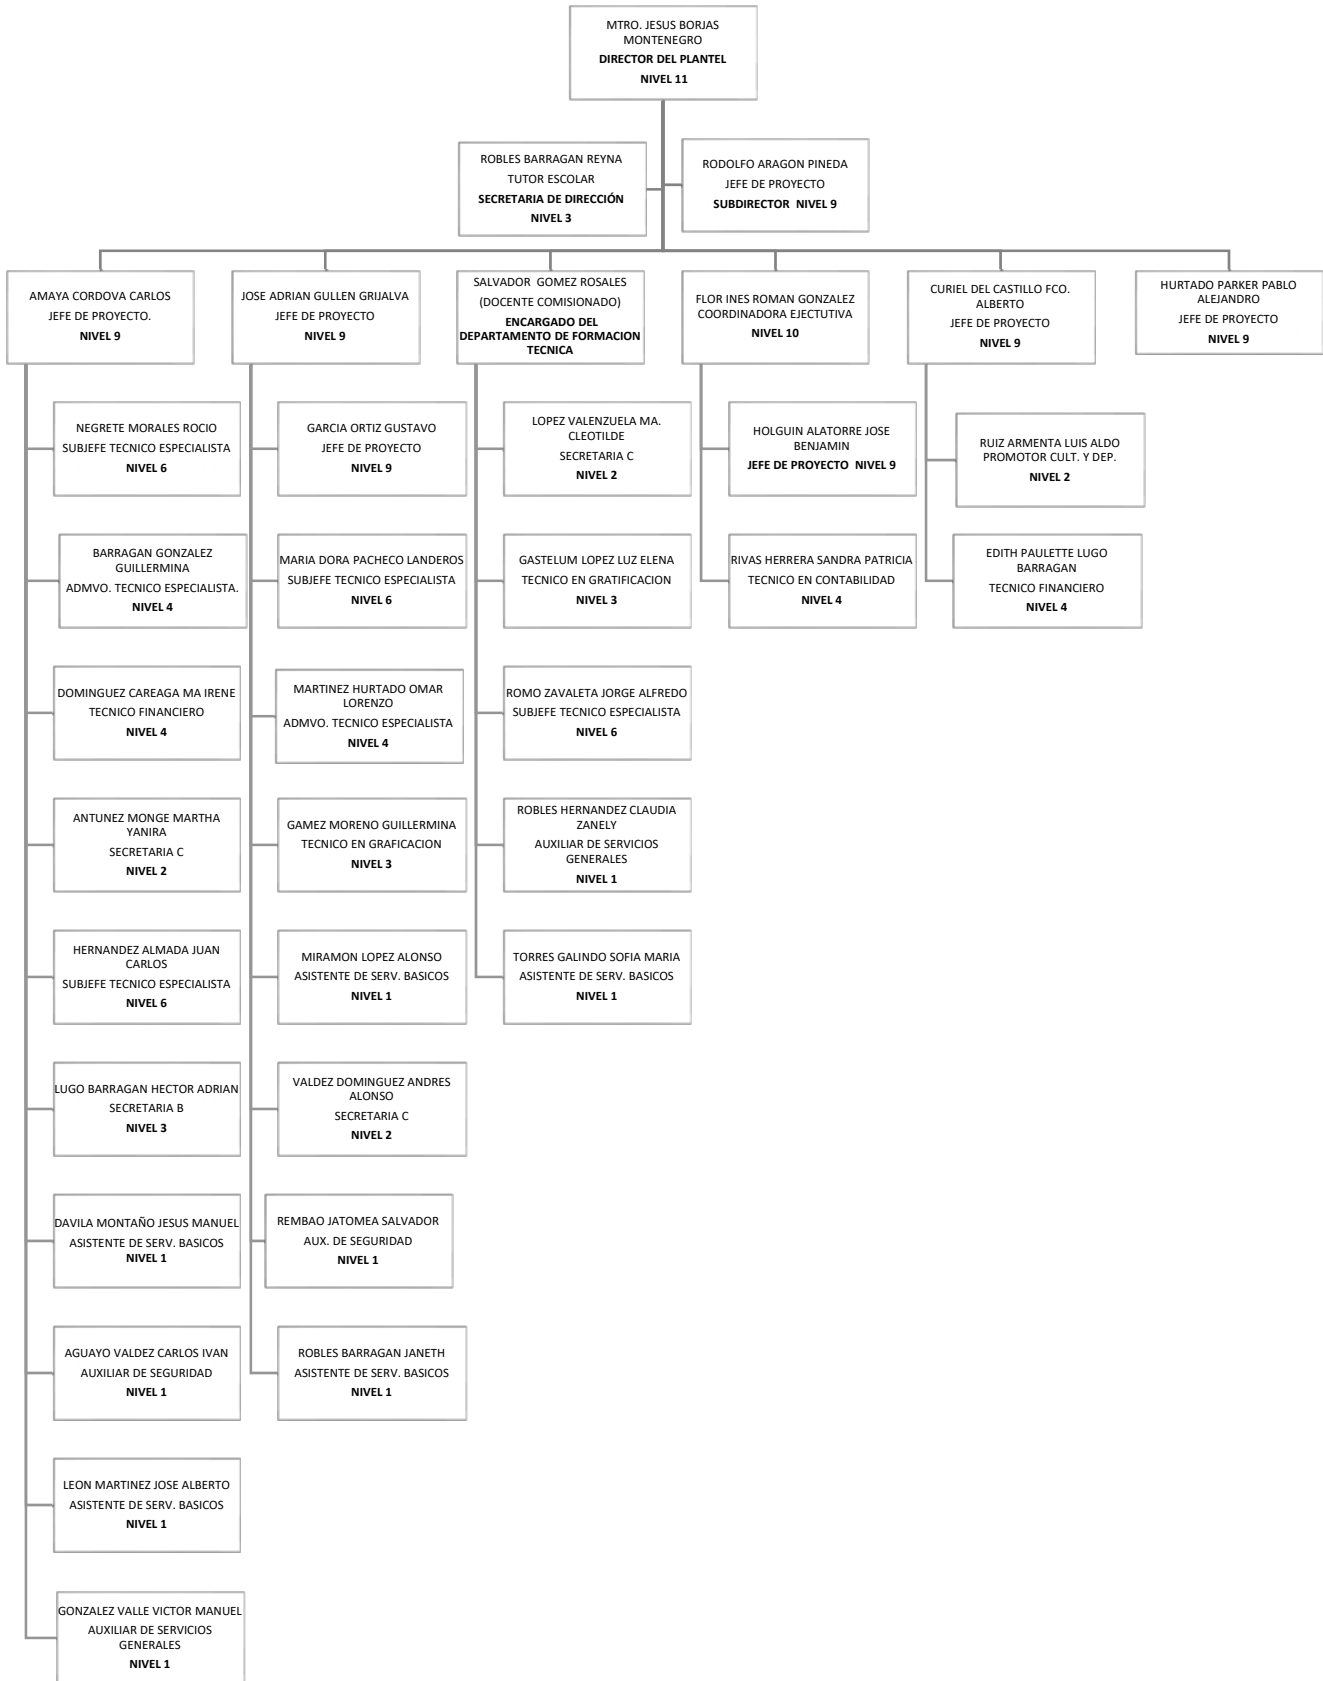 MTRO. JESUS BORJAS
MONTENEGRO
DIRECTOR DEL PLANTEL
NIVEL 11
ROBLES BARRAGAN REYNA
TUTOR ESCOLAR
SECRETARIA DE DIRECCIÓN
NIVEL 3
RODOLFO ARAGON PINEDA
JEFE DE PROYECTO
SUBDIRECTOR  NIVEL 9
AMAYA CORDOVA CARLOS
JEFE DE PROYECTO.
NIVEL 9
NEGRETE MORALES ROCIO
SUBJEFE TECNICO ESPECIALISTA
NIVEL 6
BARRAGAN GONZALEZ
GUILLERMINA
ADMVO. TECNICO ESPECIALISTA.
NIVEL 4
DOMINGUEZ CAREAGA MA IRENE
TECNICO FINANCIERO
NIVEL 4
ANTUNEZ MONGE MARTHA
YANIRA
SECRETARIA C
NIVEL 2
HERNANDEZ ALMADA JUAN
CARLOS
SUBJEFE TECNICO ESPECIALISTA
NIVEL 6
LUGO BARRAGAN HECTOR ADRIAN
SECRETARIA B
NIVEL 3
DAVILA MONTAÑO JESUS MANUEL
ASISTENTE DE SERV. BASICOS
NIVEL 1
AGUAYO VALDEZ CARLOS IVAN
AUXILIAR DE SEGURIDAD
NIVEL 1
LEON MARTINEZ JOSE ALBERTO
ASISTENTE DE SERV. BASICOS
NIVEL 1
GONZALEZ VALLE VICTOR MANUEL
AUXILIAR DE SERVICIOS
GENERALES
NIVEL 1
JOSE ADRIAN GULLEN GRIJALVA
JEFE DE PROYECTO
NIVEL 9
GARCIA ORTIZ GUSTAVO
JEFE DE PROYECTO
NIVEL 9
MARIA DORA PACHECO LANDEROS
SUBJEFE TECNICO ESPECIALISTA
NIVEL 6
MARTINEZ HURTADO OMAR
LORENZO
ADMVO. TECNICO ESPECIALISTA
NIVEL 4
GAMEZ MORENO GUILLERMINA
TECNICO EN GRAFICACION
NIVEL 3
MIRAMON LOPEZ ALONSO
ASISTENTE DE SERV. BASICOS
NIVEL 1
VALDEZ DOMINGUEZ ANDRES
ALONSO
SECRETARIA C
NIVEL 2
REMBAO JATOMEA SALVADOR
AUX. DE SEGURIDAD
NIVEL 1
ROBLES BARRAGAN JANETH
ASISTENTE DE SERV. BASICOS
NIVEL 1
SALVADOR  GOMEZ ROSALES
(DOCENTE COMISIONADO)
ENCARGADO DEL
DEPARTAMENTO DE FORMACION
TECNICA
LOPEZ VALENZUELA MA.
CLEOTILDE
SECRETARIA C
NIVEL 2
GASTELUM LOPEZ LUZ ELENA
TECNICO EN GRATIFICACION
NIVEL 3
ROMO ZAVALETA JORGE ALFREDO
SUBJEFE TECNICO ESPECIALISTA
NIVEL 6
ROBLES HERNANDEZ CLAUDIA
ZANELY
AUXILIAR DE SERVICIOS
GENERALES
NIVEL 1
TORRES GALINDO SOFIA MARIA
ASISTENTE DE SERV. BASICOS
NIVEL 1
FLOR INES ROMAN GONZALEZ
COORDINADORA EJECTUTIVA
NIVEL 10
HOLGUIN ALATORRE JOSE
BENJAMIN
JEFE DE PROYECTO  NIVEL 9
RIVAS HERRERA SANDRA PATRICIA
TECNICO EN CONTABILIDAD
NIVEL 4
CURIEL DEL CASTILLO FCO.
ALBERTO
JEFE DE PROYECTO
NIVEL 9
RUIZ ARMENTA LUIS ALDO
PROMOTOR CULT. Y DEP.
NIVEL 2
EDITH PAULETTE LUGO
BARRAGAN
TECNICO FINANCIERO
NIVEL 4
HURTADO PARKER PABLO
ALEJANDRO
JEFE DE PROYECTO
NIVEL 9